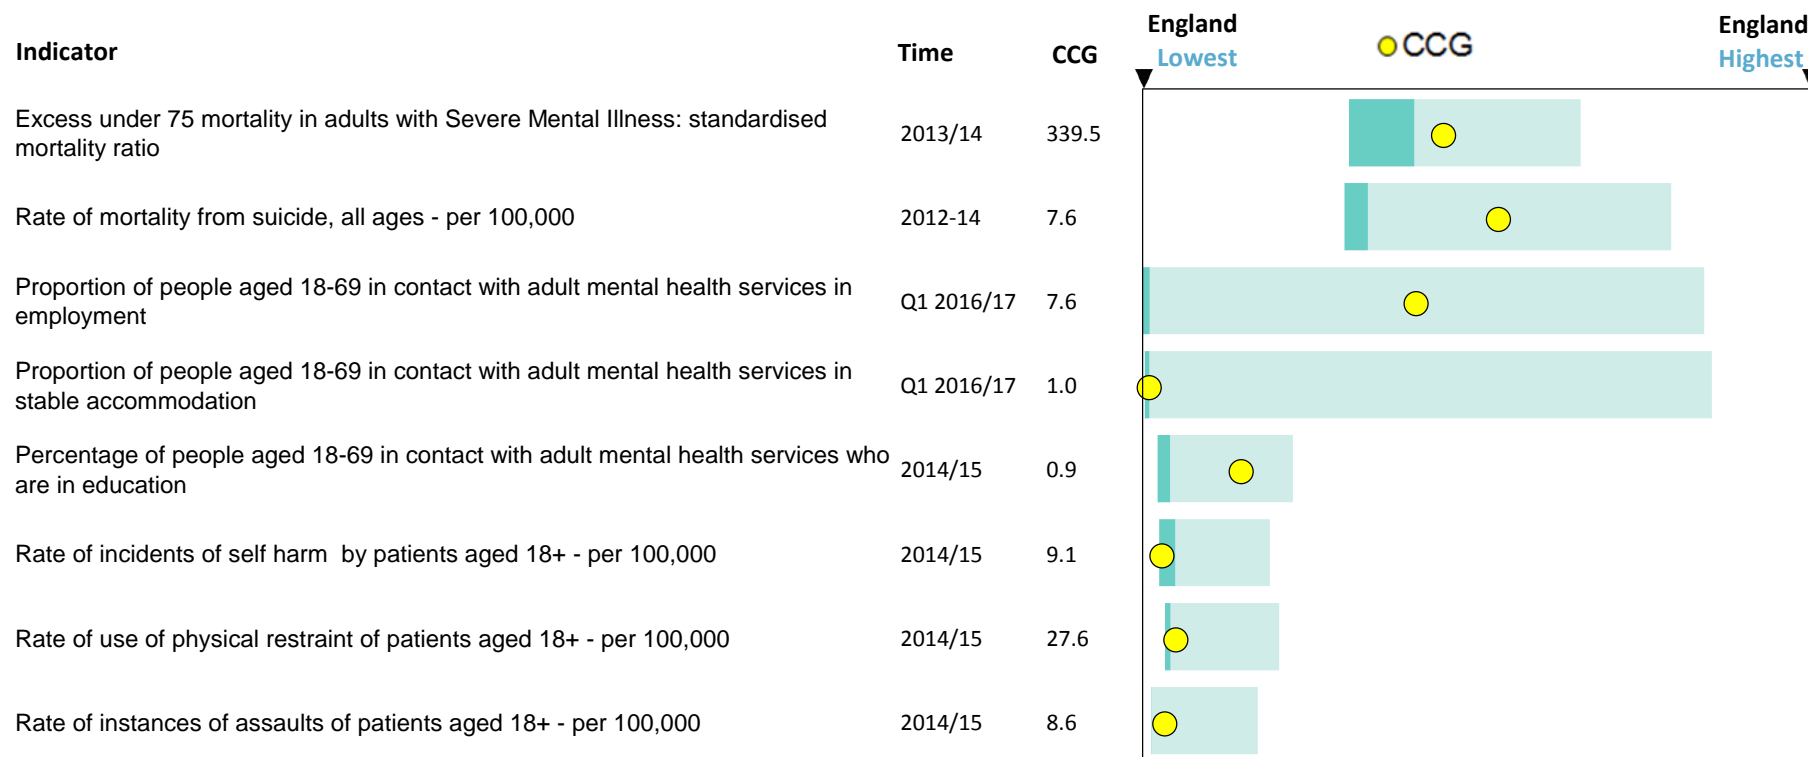 Indicator Time CCG England Lowest CCG England Highest
Excess under 75 mortality in adults with Severe Mental Illness: standardised
mortality ratio
2013/14 339.5
Rate of mortality from suicide, all ages - per 100,000 2012-14 7.6
Proportion of people aged 18-69 in contact with adult mental health services in
employment
Q1 2016/17 7.6
Proportion of people aged 18-69 in contact with adult mental health services in
stable accommodation
Q1 2016/17 1.0
Percentage of people aged 18-69 in contact with adult mental health services who
are in education
2014/15 0.9
Rate of incidents of self harm  by patients aged 18+ - per 100,000 2014/15 9.1
Rate of use of physical restraint of patients aged 18+ - per 100,000 2014/15 27.6
Rate of instances of assaults of patients aged 18+ - per 100,000 2014/15 8.6